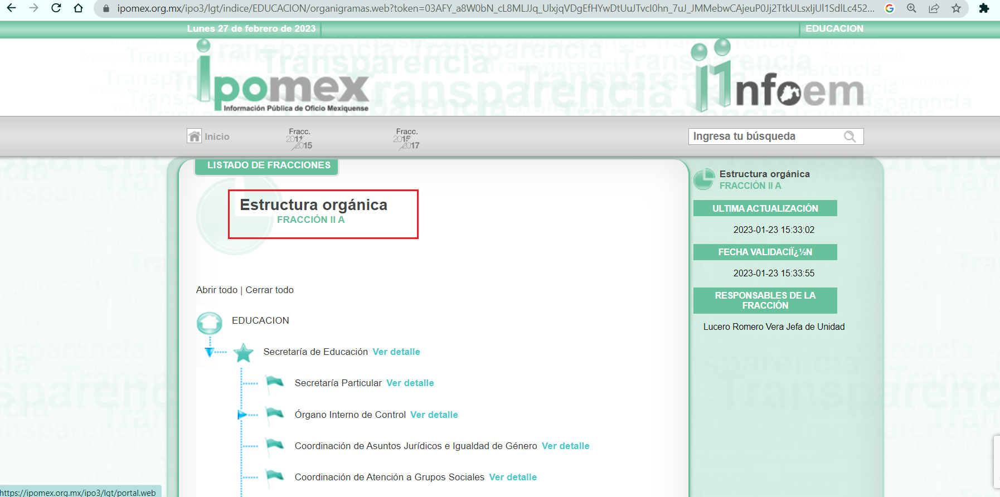 ipomex.org.mx/ipo3/lgt/indice/EDUCACION/organigramas.web?token=03AFY_a8W0bN_cL8MLJJq_UlxjqVDgEfHYwDtUuJTvcI0hn_7uJ_JMMebwCAjeuP0Jj2TtkULsxIjUl1SdlLc452...
Lunes 27 de febrero de 2023
EDUCACION
ipomex
Información Pública de Oficio Mexiquense
infoem
Transparencia
Inicio
Fracc.
2011/2015
Fracc.
2015/2017
Ingresa tu búsqueda
LISTADO DE FRACCIONES
Estructura orgánica
FRACCIÓN II A
Abrir todo | Cerrar todo
EDUCACION
Secretaría de Educación Ver detalle
Secretaría Particular Ver detalle
Órgano Interno de Control Ver detalle
Coordinación de Asuntos Jurídicos e Igualdad de Género Ver detalle
Coordinación de Atención a Grupos Sociales Ver detalle
Estructura orgánica
FRACCIÓN II A
ULTIMA ACTUALIZACIÓN
2023-01-23 15:33:02
FECHA VALIDACIÏ¿½N
2023-01-23 15:33:55
RESPONSABLES DE LA
FRACCIÓN
Lucero Romero Vera Jefa de Unidad
https://ipomex.org.mx/ipo3/lgt/portal.web